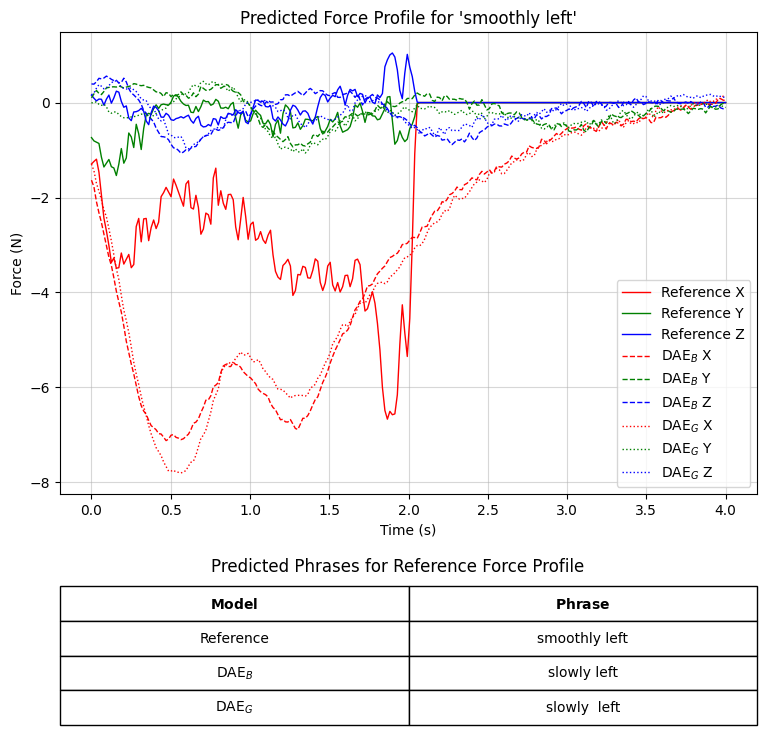 Predicted Force Profile for 'smoothly left'
Force (N)
0
−2
−4
−6
−8
0.0 0.5 1.0 1.5 2.0 2.5 3.0 3.5 4.0
Time (s)
Reference X
Reference Y
Reference Z
DAE_B X
DAE_B Y
DAE_B Z
DAE_G X
DAE_G Y
DAE_G Z
Predicted Phrases for Reference Force Profile
Model Phrase
Reference smoothly left
DAE_B slowly left
DAE_G slowly  left